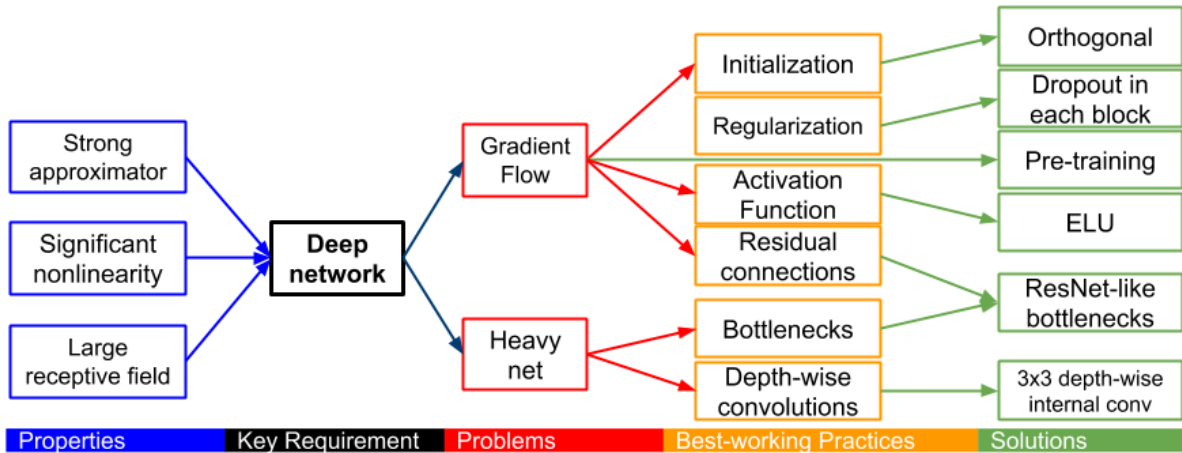 Strong
approximator
Significant
nonlinearity
Large
receptive field
Deep
network
Gradient
Flow
Heavy
net
Initialization
Regularization
Activation
Function
Residual
connections
Bottlenecks
Depth-wise
convolutions
Orthogonal
Dropout in
each block
Pre-training
ELU
ResNet-like
bottlenecks
3x3 depth-wise
internal conv
Properties
Key Requirement
Problems
Best-working Practices
Solutions